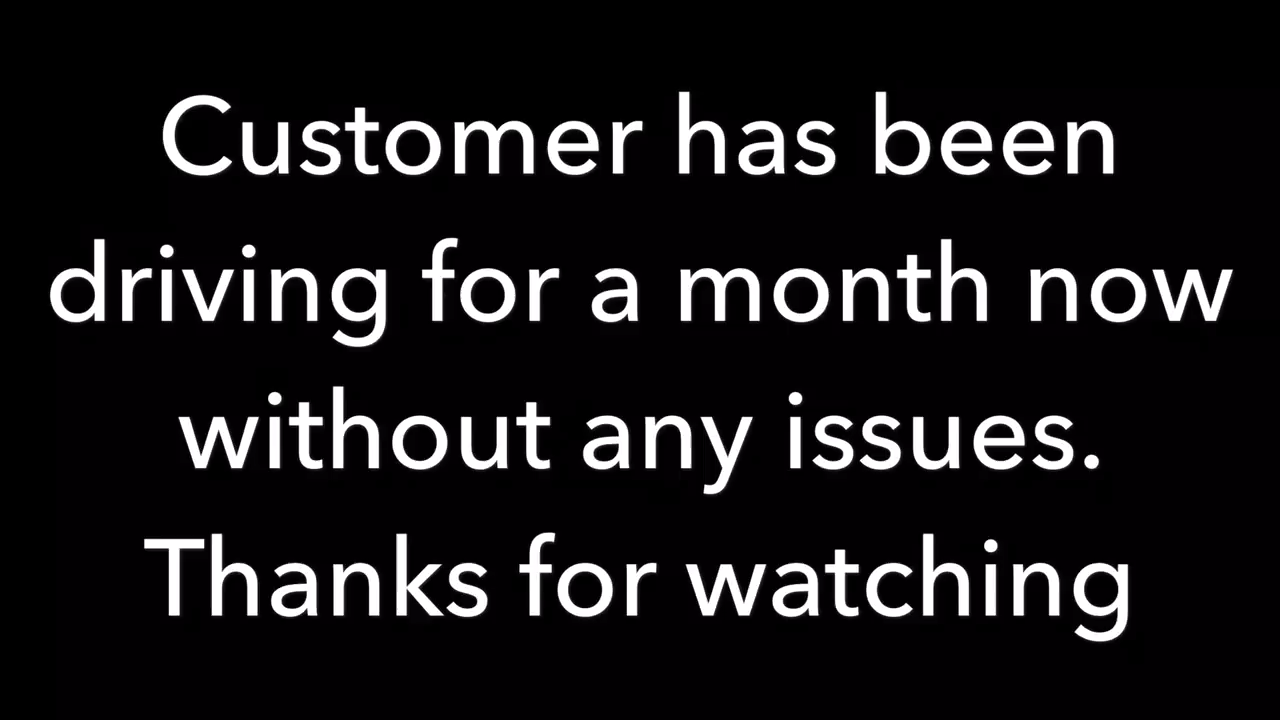 Customer has been
driving for a month now
without any issues.
Thanks for watching